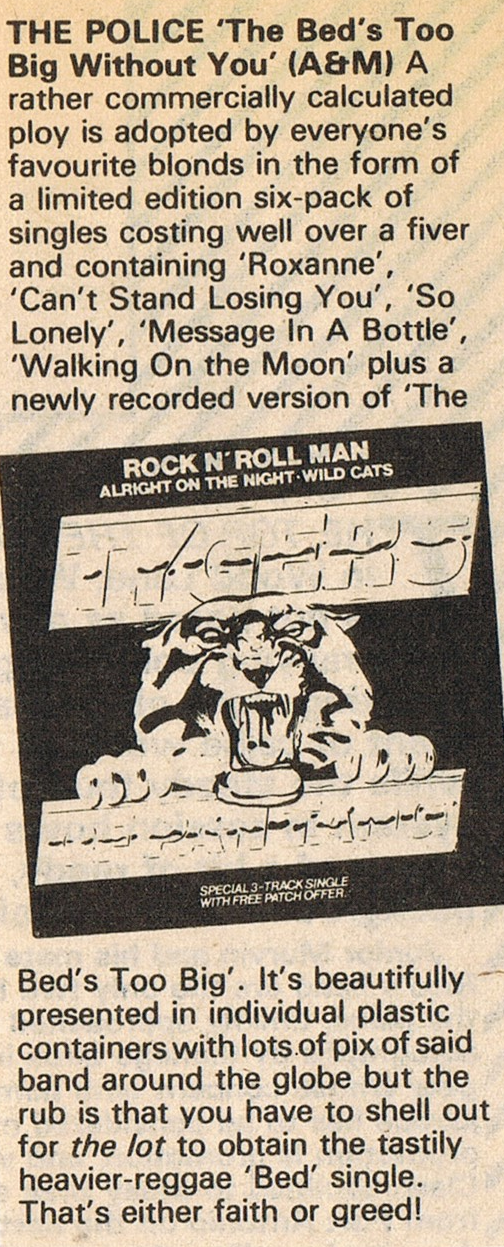 THE POLICE 'The Bed's Too
Big Without You' (A&M) A
rather commercially calculated
ploy is adopted by everyone's
favourite blonds in the form of
a limited edition six-pack of
singles costing well over a fiver
and containing 'Roxanne',
'Can't Stand Losing You', 'So
Lonely', 'Message In A Bottle',
'Walking On the Moon' plus a
newly recorded version of 'The
ROCK N' ROLL MAN
ALRIGHT ON THE NIGHT·WILD CATS
TYGERS
SPECIAL 3-TRACK SINGLE
WITH FREE PATCH OFFER.
Bed's Too Big'. It's beautifully
presented in individual plastic
containers with lots.of pix of said
band around the globe but the
rub is that you have to shell out
for the lot to obtain the tastily
heavier-reggae 'Bed' single.
That's either faith or greed!